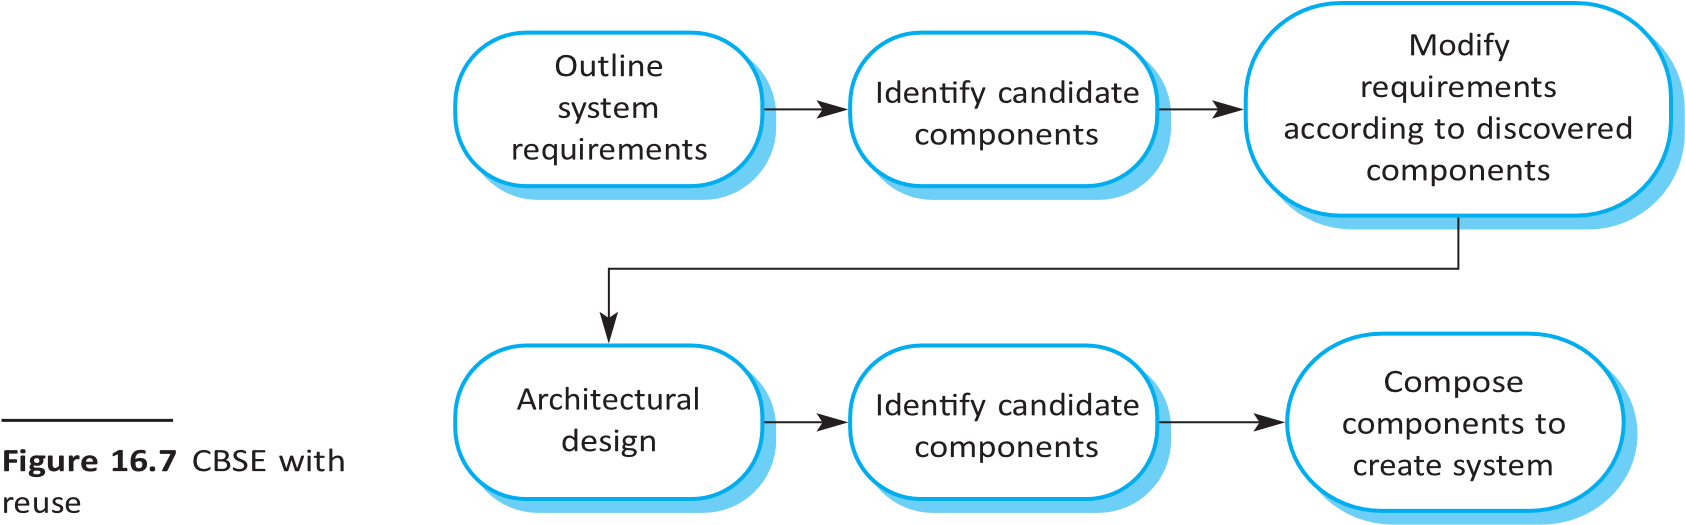 Outline
system
requirements
Identify candidate
components
Modify
requirements
according to discovered
components
Architectural
design
Identify candidate
components
Compose
components to
create system
Figure 16.7 CBSE with
reuse